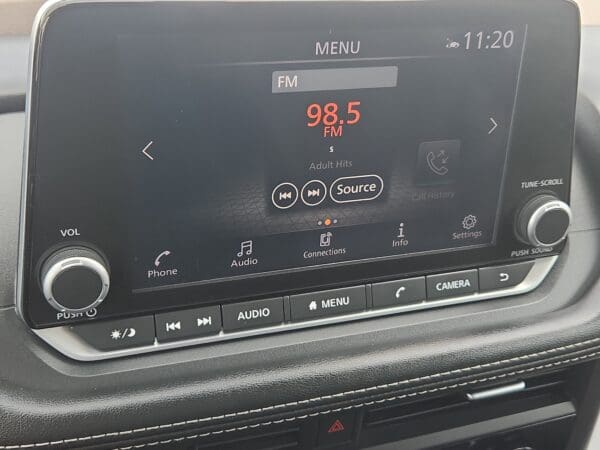 MENU
11:20
FM
98.5
FM
s
Adult Hits
Source
Call History
Phone
Audio
Connections
i
Info
Settings
VOL
PUSH
TUNE·SCROLL
PUSH SOUND
AUDIO
MENU
CAMERA